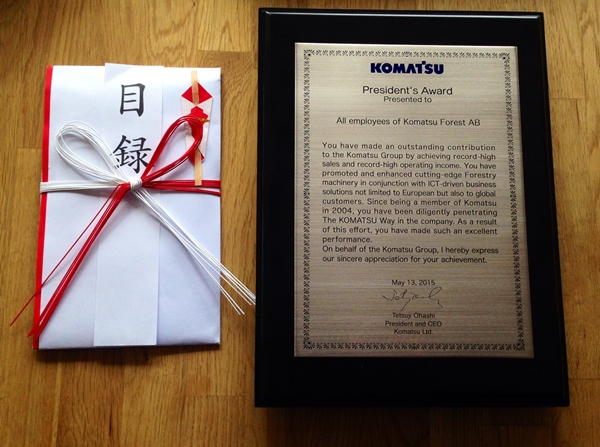 目
録
KOMATSU
President's Award
Presented to
All employees of Komatsu Forest AB
You have made an outstanding contribution
to the Komatsu Group by achieving record-high
sales and record-high operating income. You have
promoted and enhanced cutting-edge Forestry
machinery in conjunction with ICT-driven business
solutions not limited to European but also to global
customers. Since being a member of Komatsu
in 2004, you have been diligently penetrating
The KOMATSU Way in the company. As a result
of this effort, you have made such an excellent
performance.
On behalf of the Komatsu Group, I hereby express
our sincere appreciation for your achievement.
May 13, 2015
Tetsuji Ohashi
President and CEO
Komatsu Ltd.